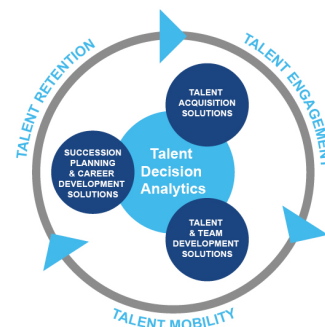 TALENT RETENTION
TALENT ENGAGEMENT
TALENT
ACQUISITION
SOLUTIONS
SUCCESSION
PLANNING
& CAREER
DEVELOPMENT
SOLUTIONS
Talent
Decision
Analytics
TALENT
& TEAM
DEVELOPMENT
SOLUTIONS
TALENT MOBILITY